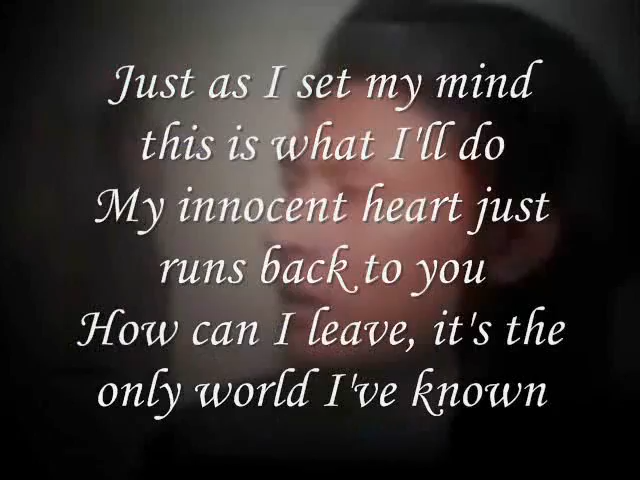 Just as I set my mind
this is what I'll do
My innocent heart just
runs back to you
How can I leave, it's the
only world I've known